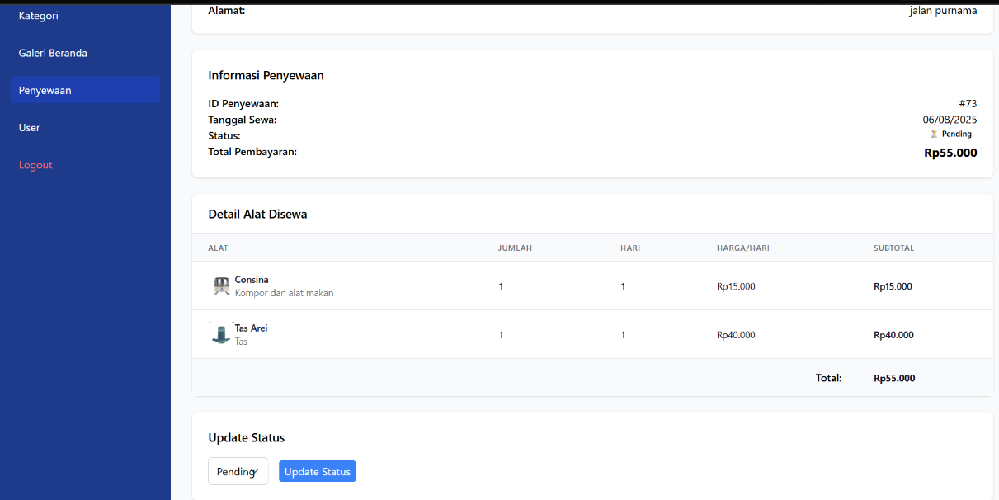 Kategori
Galeri Beranda
Penyewaan
User
Logout
Alamat: jalan purnama
Informasi Penyewaan
ID Penyewaan: #73
Tanggal Sewa: 06/08/2025
Status: ⏳ Pending
Total Pembayaran: Rp55.000
Detail Alat Disewa
ALAT JUMLAH HARI HARGA/HARI SUBTOTAL
Consina
Kompor dan alat makan
1 1 Rp15.000 Rp15.000
Tas Arei
Tas
1 1 Rp40.000 Rp40.000
Total: Rp55.000
Update Status
Pending Update Status